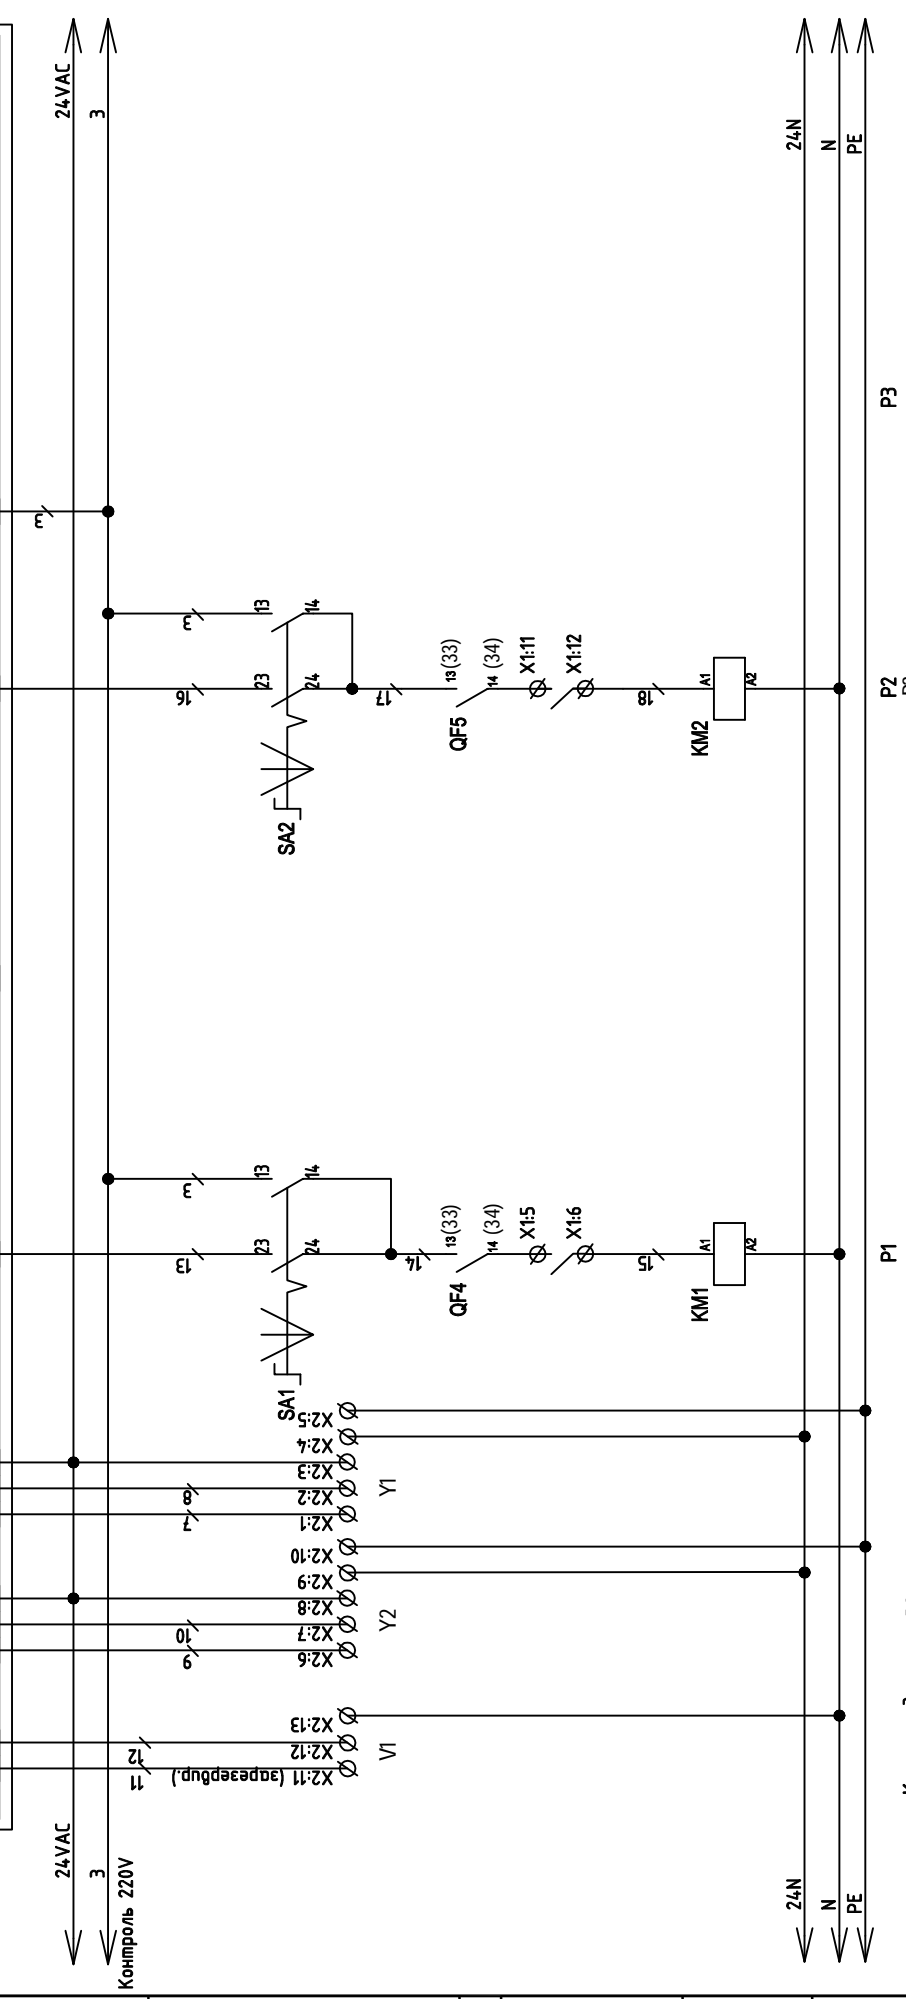 24VAC
3
Контроль 220V
24VAC
3
11
12
9
10
7
8
13
3
16
3
3
(зарезервир.)
X2:11
X2:12
X2:13
V1
X2:6
X2:7
X2:8
X2:9
X2:10
Y2
X2:1
X2:2
X2:3
X2:4
X2:5
Y1
SA1
23
24
13
14
14
QF4
13 (33)
14 (34)
X1:5
X1:6
15
KM1
A1
A2
SA2
23
24
13
14
17
QF5
13 (33)
14 (34)
X1:11
X1:12
18
KM2
A1
A2
24N
N
PE
24N
N
PE
P1
P2
P3